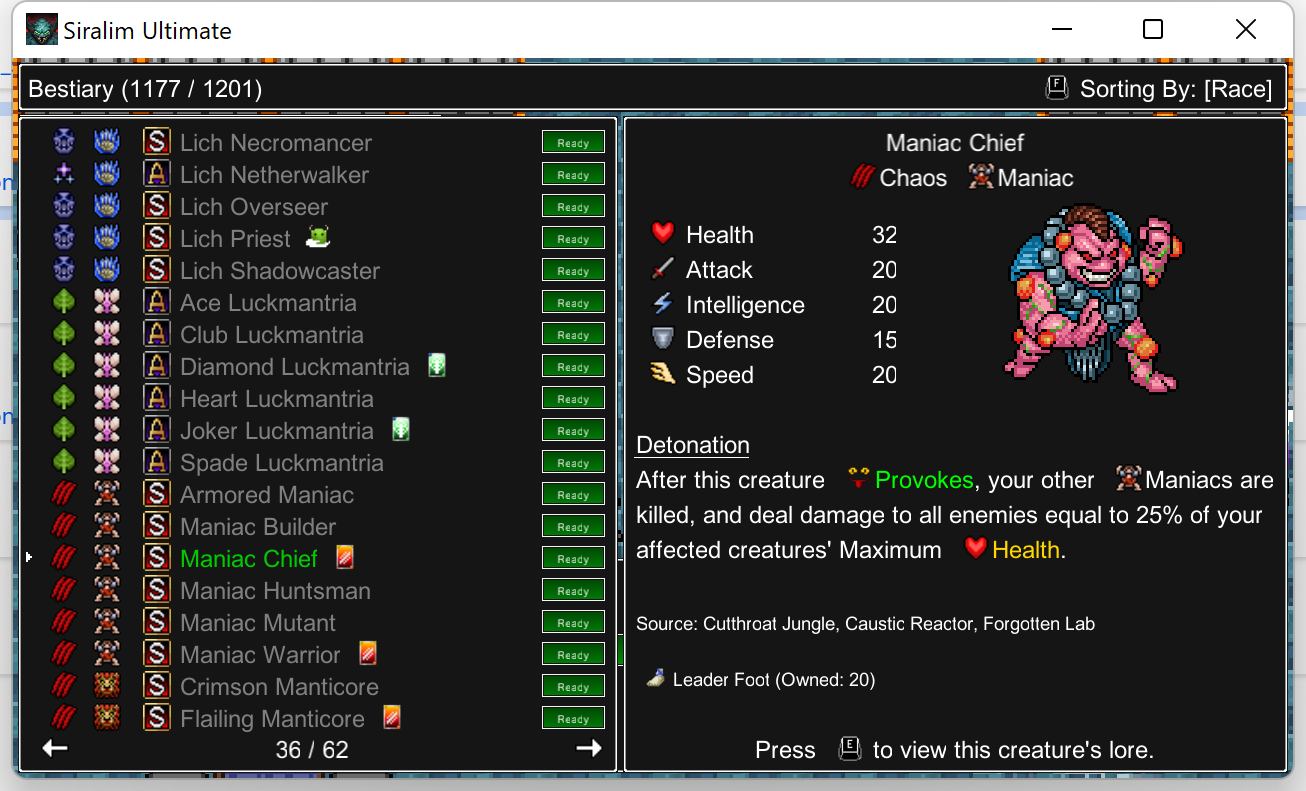 Siralim Ultimate
Bestiary (1177 / 1201)
F Sorting By: [Race]
S Lich Necromancer Ready
A Lich Netherwalker Ready
S Lich Overseer Ready
S Lich Priest Ready
S Lich Shadowcaster Ready
A Ace Luckmantria Ready
A Club Luckmantria Ready
A Diamond Luckmantria Ready
A Heart Luckmantria Ready
A Joker Luckmantria Ready
A Spade Luckmantria Ready
S Armored Maniac Ready
S Maniac Builder Ready
S Maniac Chief Ready
S Maniac Huntsman Ready
S Maniac Mutant Ready
S Maniac Warrior Ready
S Crimson Manticore Ready
S Flailing Manticore Ready
36 / 62
Maniac Chief
Chaos Maniac
Health 32
Attack 20
Intelligence 20
Defense 15
Speed 20
Detonation
After this creature Provokes, your other Maniacs are
killed, and deal damage to all enemies equal to 25% of your
affected creatures' Maximum Health.
Source: Cutthroat Jungle, Caustic Reactor, Forgotten Lab
Leader Foot (Owned: 20)
Press E to view this creature's lore.